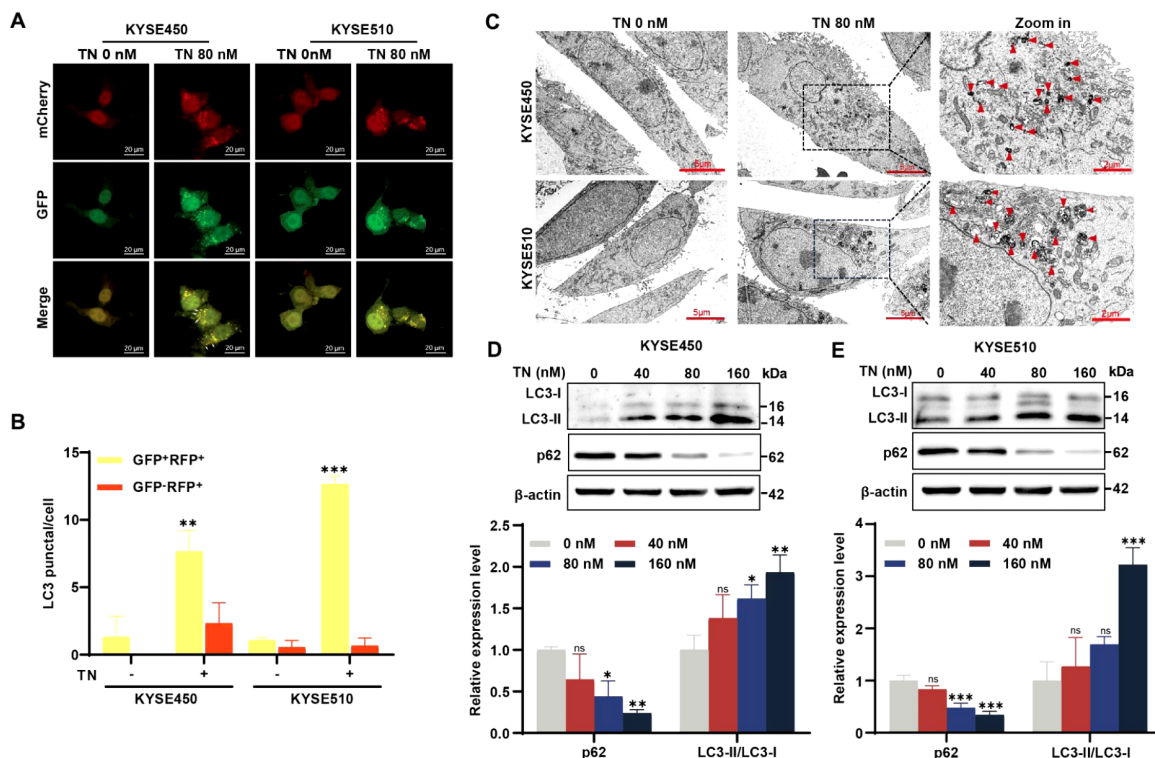 A
KYSE450 KYSE510
TN 0 nM TN 80 nM TN 0nM TN 80 nM
mCherry
20 μm 20 μm 20 μm 20 μm
GFP
20 μm 20 μm 20 μm 20 μm
Merge
20 μm 20 μm 20 μm 20 μm
B
LC3 punctal/cell
15
10
5
0
GFP⁺RFP⁺
GFP⁻RFP⁺
** ***
TN - + - +
KYSE450 KYSE510
C
TN 0 nM TN 80 nM Zoom in
KYSE450
5μm 5μm 2μm
KYSE510
5μm 5μm 2μm
D
KYSE450
TN (nM) 0 40 80 160 kDa
LC3-I
16
LC3-II
14
p62 62
β-actin 42
Relative expression level
2.5
2.0
1.5
1.0
0.5
0.0
0 nM 40 nM
80 nM 160 nM
ns * ** ns * **
p62 LC3-II/LC3-I
E
KYSE510
TN (nM) 0 40 80 160 kDa
LC3-I
16
LC3-II
14
p62 62
β-actin 42
Relative expression level
4
3
2
1
0
0 nM 40 nM
80 nM 160 nM
ns *** *** ns ns ***
p62 LC3-II/LC3-I